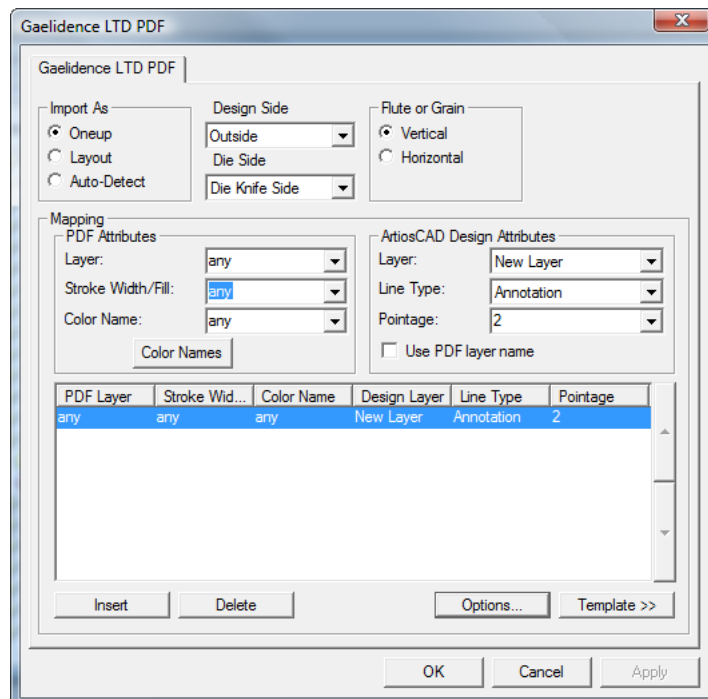 Gaelidence LTD PDF
Gaelidence LTD PDF
Import As
Oneup
Layout
Auto-Detect
Design Side
Outside
Die Side
Die Knife Side
Flute or Grain
Vertical
Horizontal
Mapping
PDF Attributes
Layer: any
Stroke Width/Fill: any
Color Name: any
Color Names
ArtiosCAD Design Attributes
Layer: New Layer
Line Type: Annotation
Pointage: 2
Use PDF layer name
PDF Layer Stroke Wid... Color Name Design Layer Line Type Pointage
any any any New Layer Annotation 2
Insert Delete Options... Template >>
OK Cancel Apply